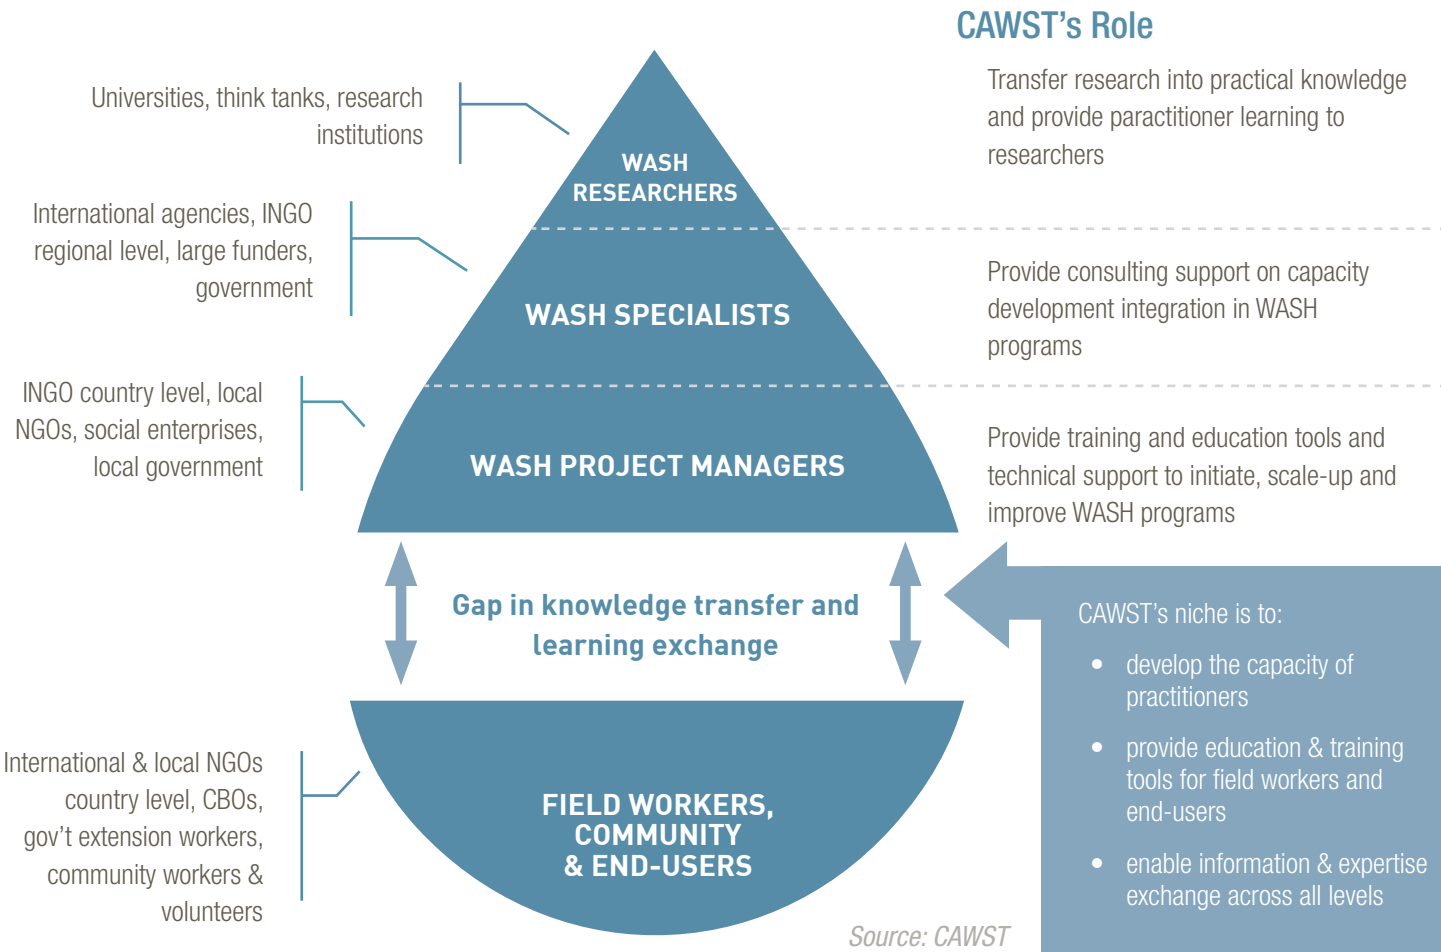 CAWST's Role
Universities, think tanks, research
institutions
WASH
RESEARCHERS
Transfer research into practical knowledge
and provide paractitioner learning to
researchers
International agencies, INGO
regional level, large funders,
government
WASH SPECIALISTS
Provide consulting support on capacity
development integration in WASH
programs
INGO country level, local
NGOs, social enterprises,
local government
WASH PROJECT MANAGERS
Provide training and education tools and
technical support to initiate, scale-up and
improve WASH programs
Gap in knowledge transfer and
learning exchange
CAWST's niche is to:
• develop the capacity of
practitioners
• provide education & training
tools for field workers and
end-users
• enable information & expertise
exchange across all levels
International & local NGOs
country level, CBOs,
gov't extension workers,
community workers &
volunteers
FIELD WORKERS,
COMMUNITY
& END-USERS
Source: CAWST